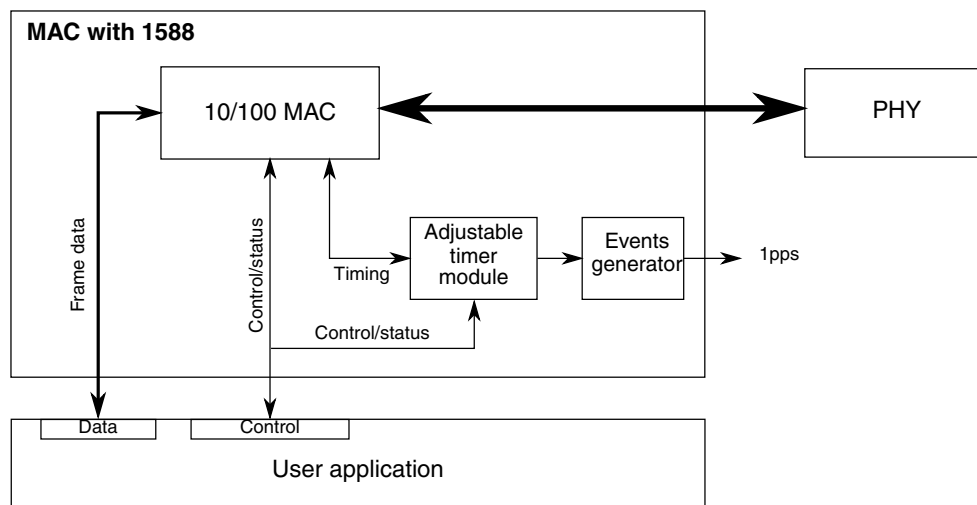 MAC with 1588
10/100 MAC
PHY
Frame data
Control/status
Timing
Adjustable
timer
module
Events
generator
1pps
Control/status
Data
Control
User application